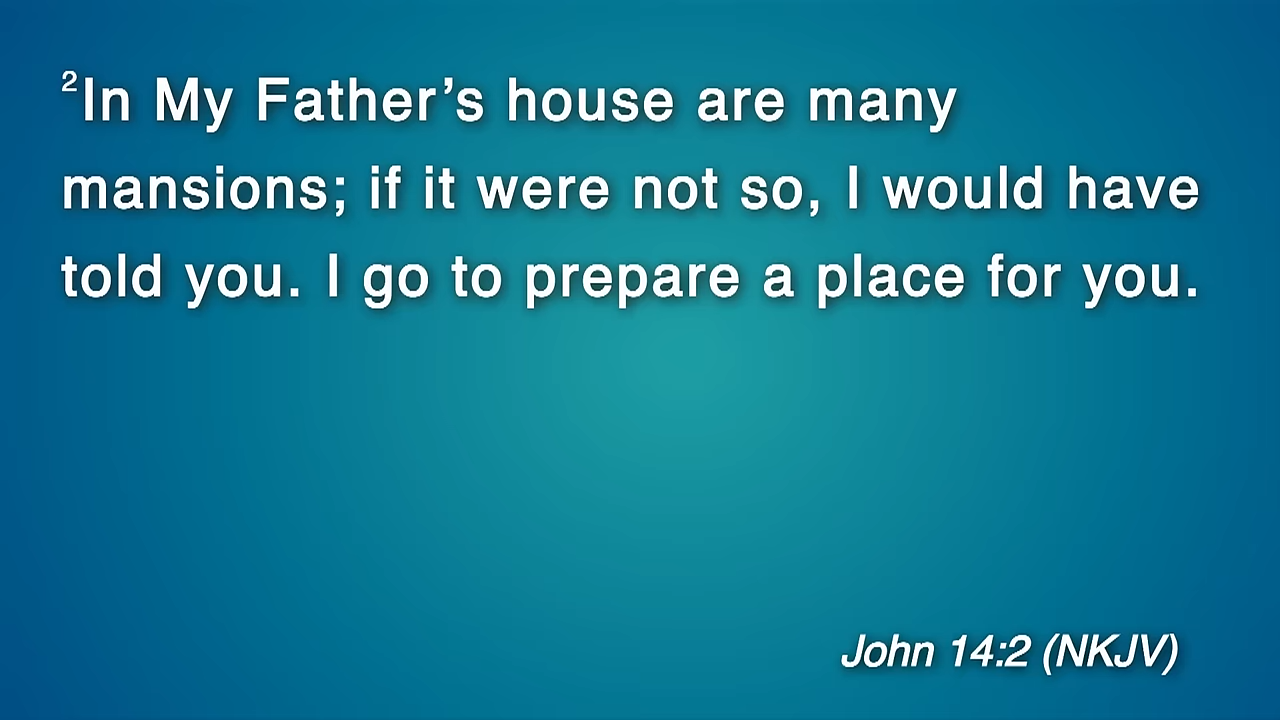 ²In My Father’s house are many
mansions; if it were not so, I would have
told you. I go to prepare a place for you.
John 14:2 (NKJV)